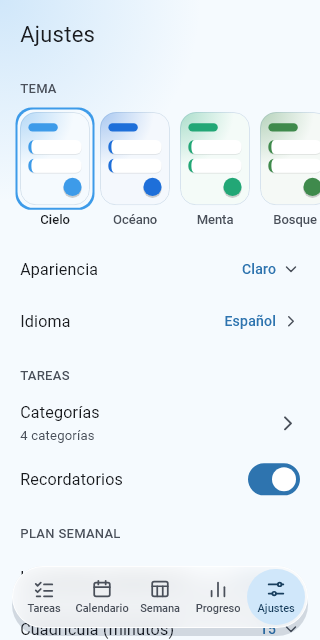 Ajustes
TEMA
Cielo
Océano
Menta
Bosque
Apariencia
Claro
Idioma
Español
TAREAS
Categorías
4 categorías
Recordatorios
PLAN SEMANAL
Tareas
Calendario
Semana
Progreso
Ajustes
Cuadrícula (minutos)
15